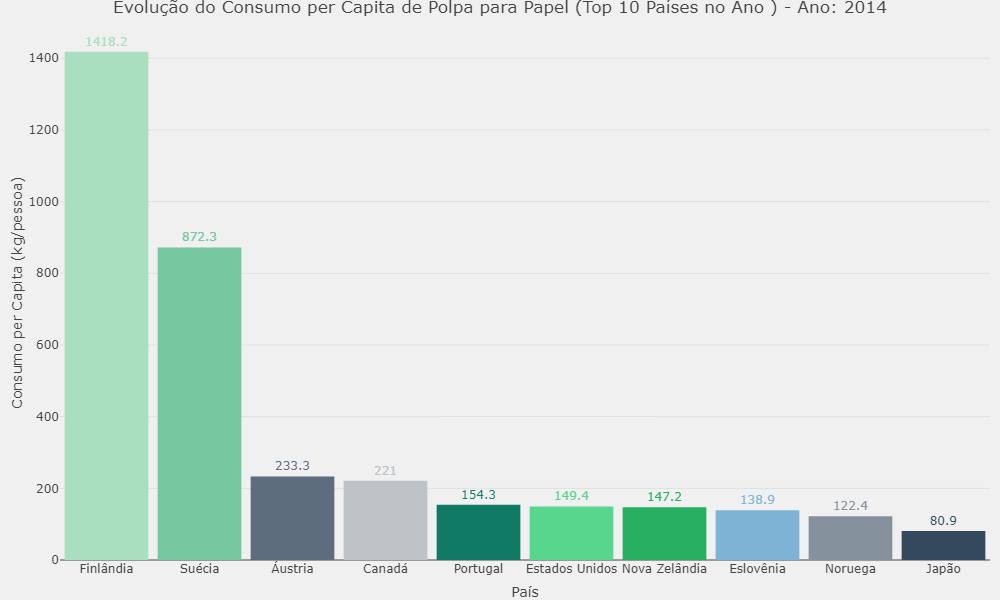 Evolução do Consumo per Capita de Polpa para Papel (Top 10 Países no Ano ) - Ano: 2014
Consumo per Capita (kg/pessoa)
1400
1200
1000
800
600
400
200
0
1418.2
872.3
233.3
221
154.3
149.4
147.2
138.9
122.4
80.9
Finlândia
Suécia
Áustria
Canadá
Portugal
Estados Unidos
Nova Zelândia
Eslovênia
Noruega
Japão
País